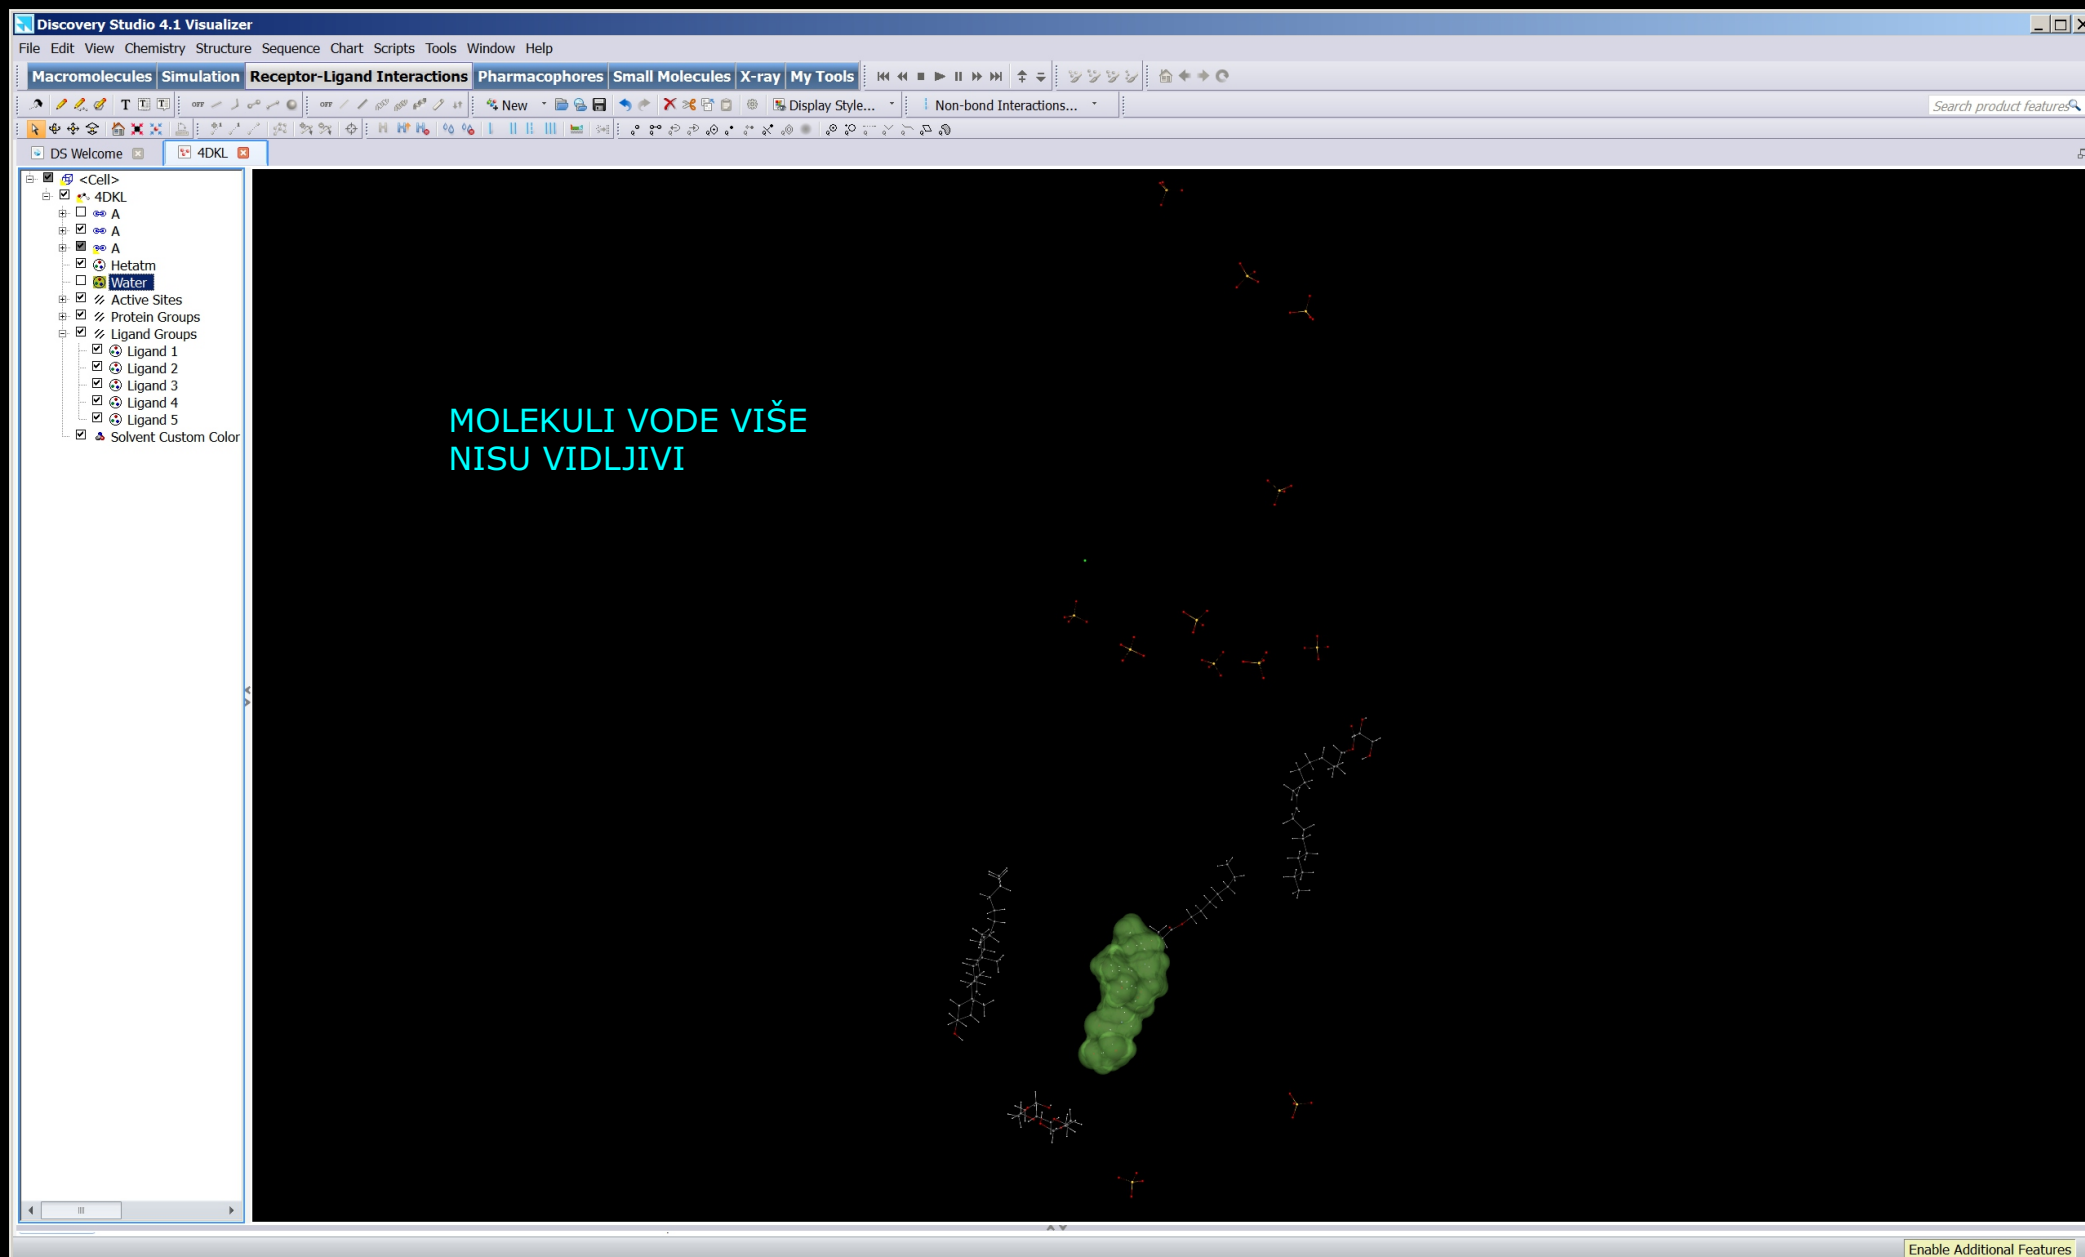 Discovery Studio 4.1 Visualizer
File Edit View Chemistry Structure Sequence Chart Scripts Tools Window Help
Macromolecules Simulation Receptor-Ligand Interactions Pharmacophores Small Molecules X-ray My Tools
New Display Style... Non-bond Interactions... Search product features
DS Welcome 4DKL
<Cell>
4DKL
A
A
A
Hetatm
Water
Active Sites
Protein Groups
Ligand Groups
Ligand 1
Ligand 2
Ligand 3
Ligand 4
Ligand 5
Solvent Custom Color
MOLEKULI VODE VIŠE
NISU VIDLJIVI
Enable Additional Features